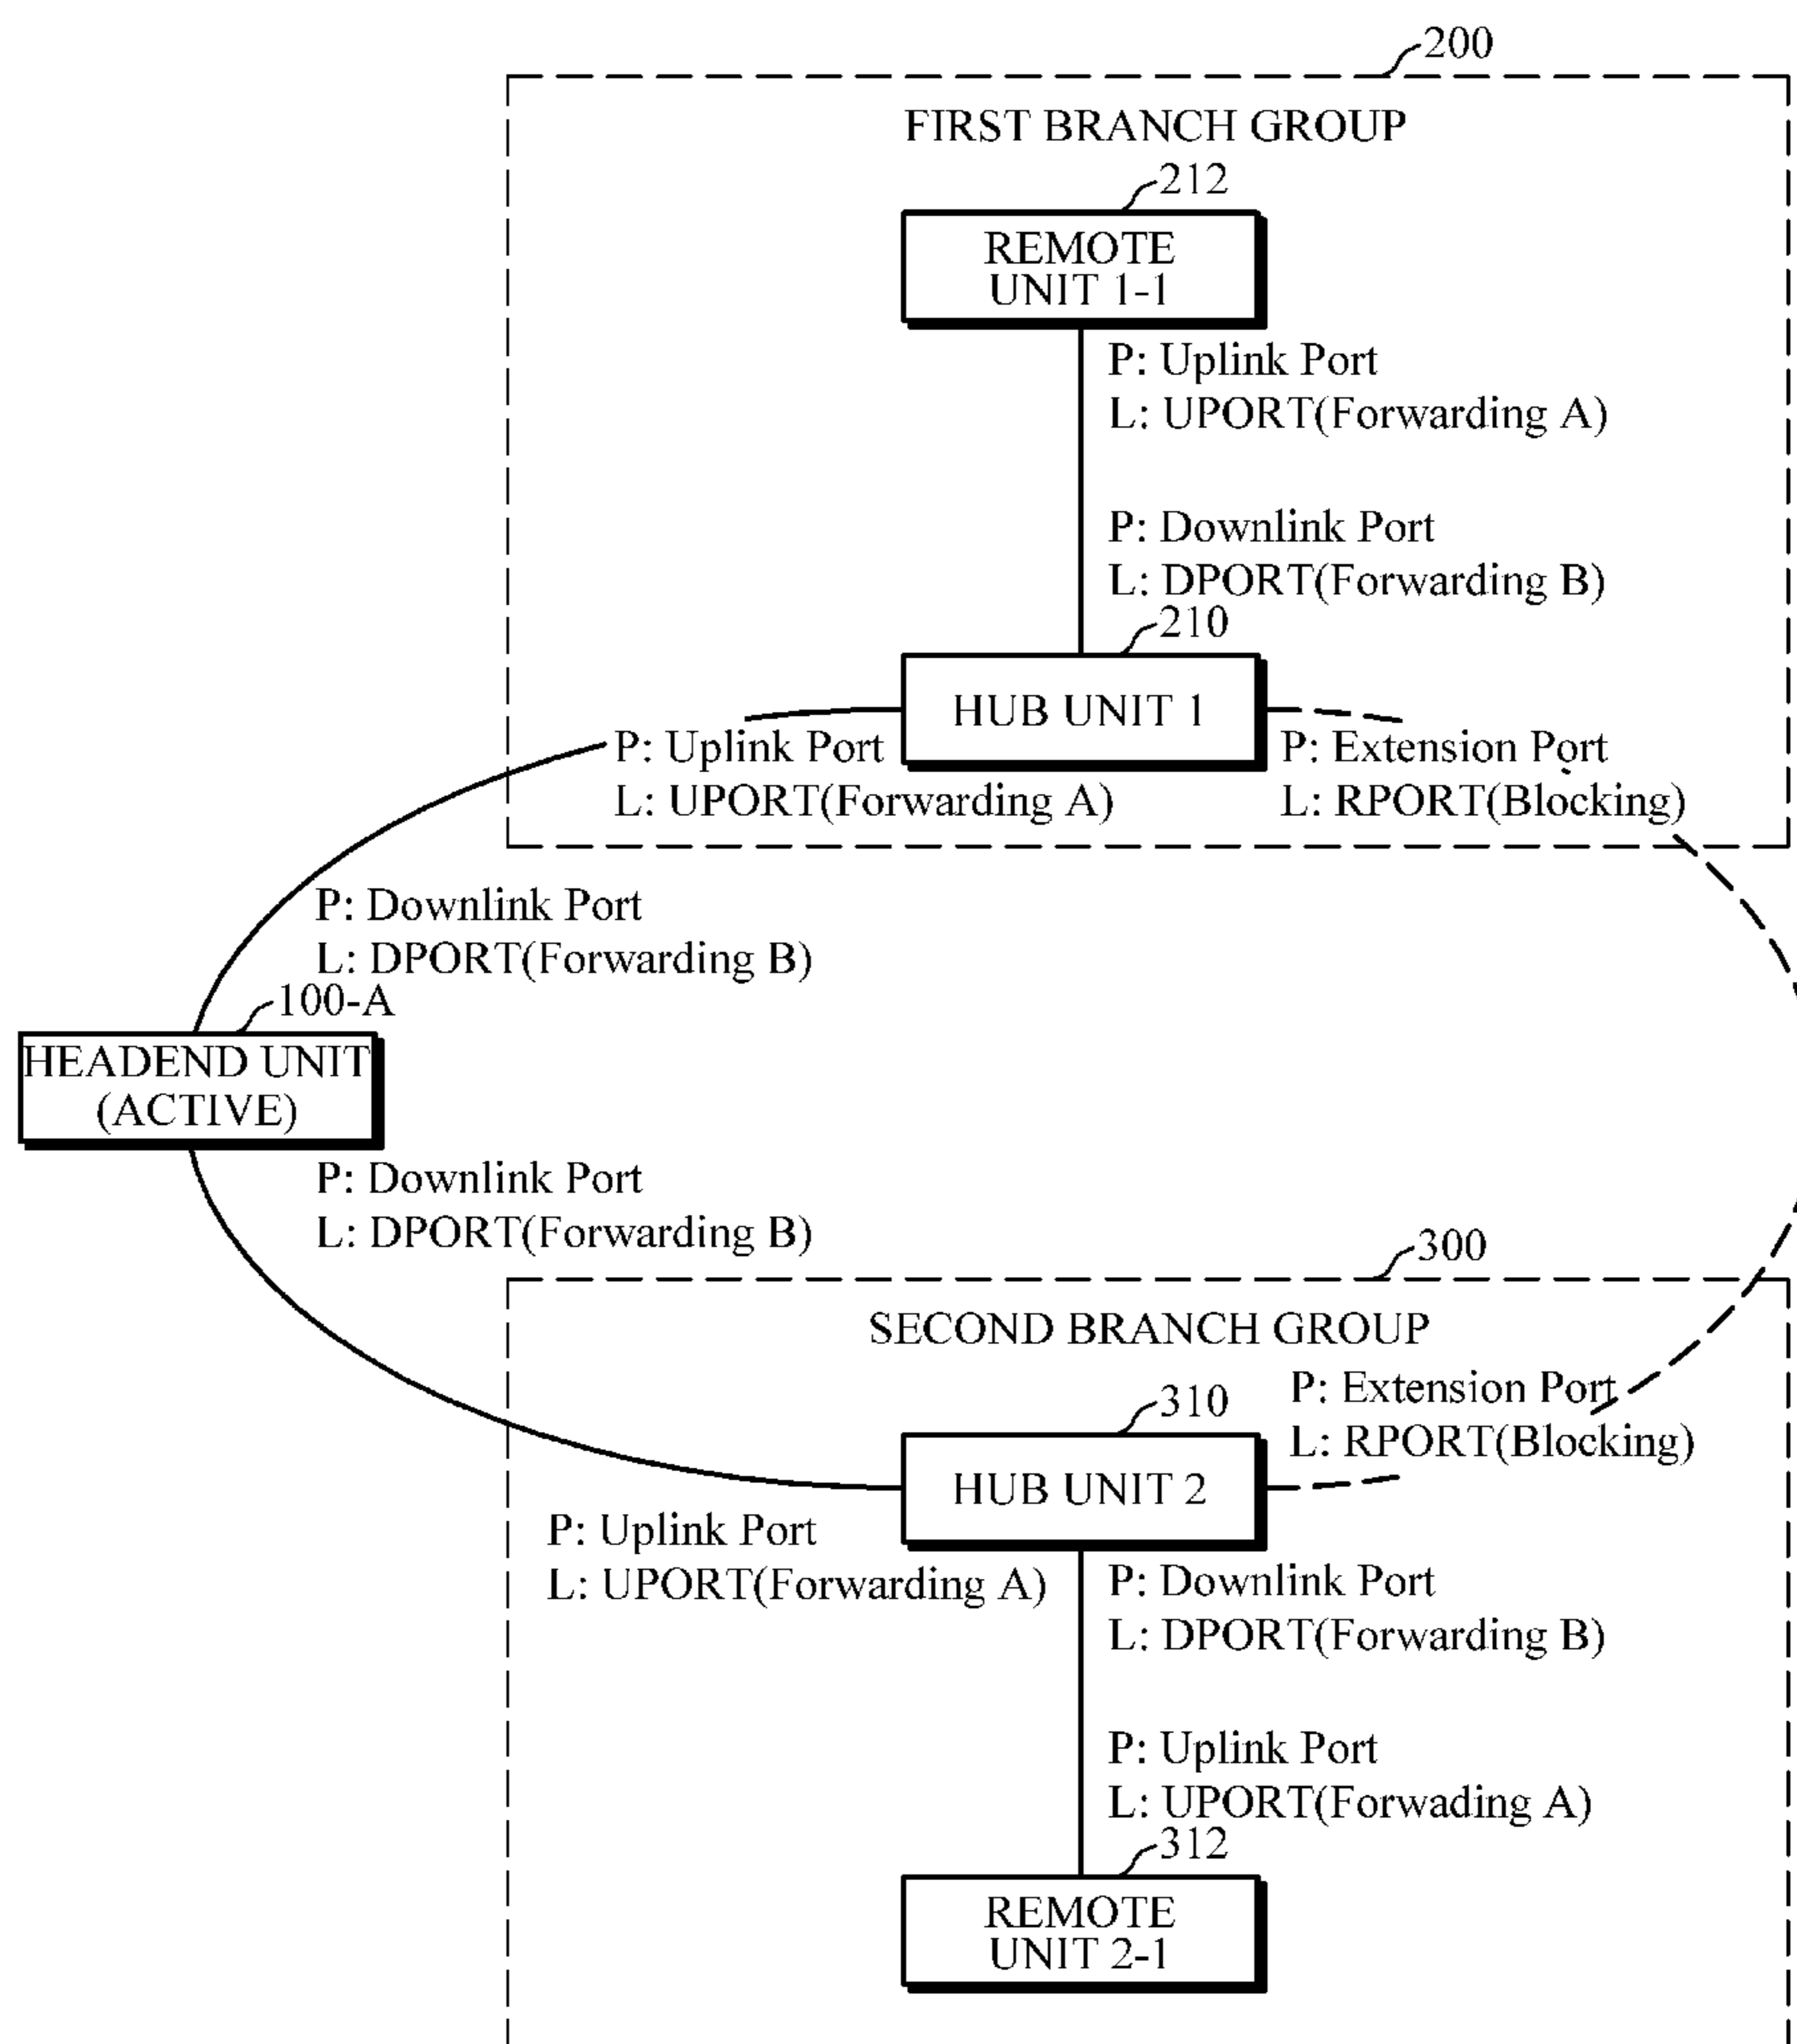 200
FIRST BRANCH GROUP
212
REMOTE
UNIT 1-1
P: Uplink Port
L: UPORT(Forwarding A)
P: Downlink Port
L: DPORT(Forwarding B)
210
HUB UNIT 1
P: Uplink Port
L: UPORT(Forwarding A)
P: Extension Port
L: RPORT(Blocking)
P: Downlink Port
L: DPORT(Forwarding B)
100-A
HEADEND UNIT
(ACTIVE)
P: Downlink Port
L: DPORT(Forwarding B)
300
SECOND BRANCH GROUP
310
P: Extension Port
L: RPORT(Blocking)
HUB UNIT 2
P: Uplink Port
L: UPORT(Forwarding A)
P: Downlink Port
L: DPORT(Forwarding B)
P: Uplink Port
L: UPORT(Forwading A)
312
REMOTE
UNIT 2-1